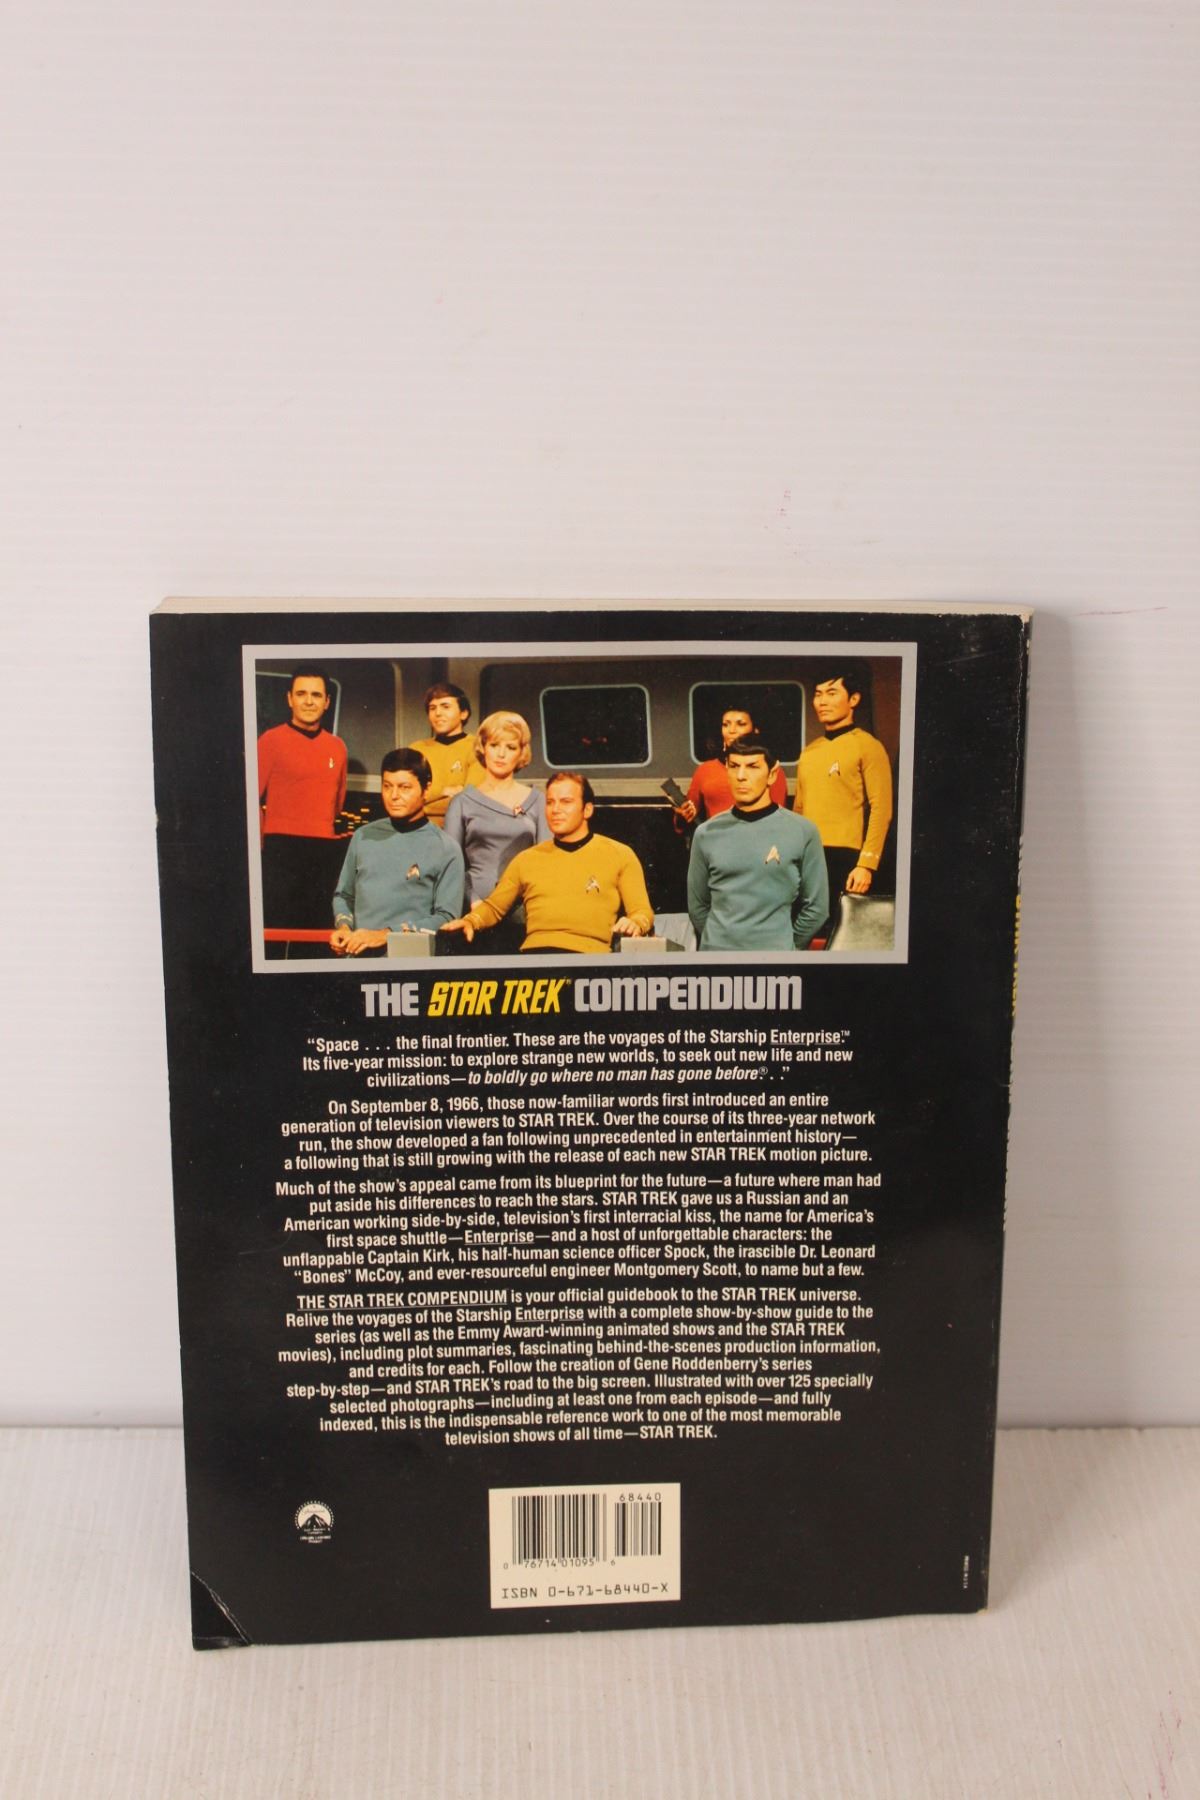 THE STAR TREK® COMPENDIUM
“Space . . . the final frontier. These are the voyages of the Starship Enterprise.™
Its five-year mission: to explore strange new worlds, to seek out new life and new
civilizations—to boldly go where no man has gone before®. .”
On September 8, 1966, those now-familiar words first introduced an entire
generation of television viewers to STAR TREK. Over the course of its three-year network
run, the show developed a fan following unprecedented in entertainment history—
a following that is still growing with the release of each new STAR TREK motion picture.
Much of the show’s appeal came from its blueprint for the future—a future where man had
put aside his differences to reach the stars. STAR TREK gave us a Russian and an
American working side-by-side, television’s first interracial kiss, the name for America’s
first space shuttle—Enterprise—and a host of unforgettable characters: the
unflappable Captain Kirk, his half-human science officer Spock, the irascible Dr. Leonard
“Bones” McCoy, and ever-resourceful engineer Montgomery Scott, to name but a few.
THE STAR TREK COMPENDIUM is your official guidebook to the STAR TREK universe.
Relive the voyages of the Starship Enterprise with a complete show-by-show guide to the
series (as well as the Emmy Award-winning animated shows and the STAR TREK
movies), including plot summaries, fascinating behind-the-scenes production information,
and credits for each. Follow the creation of Gene Roddenberry’s series
step-by-step—and STAR TREK’s road to the big screen. Illustrated with over 125 specially
selected photographs—including at least one from each episode—and fully
indexed, this is the indispensable reference work to one of the most memorable
television shows of all time—STAR TREK.
68440
0 76714 01095 6
ISBN 0-671-68440-X